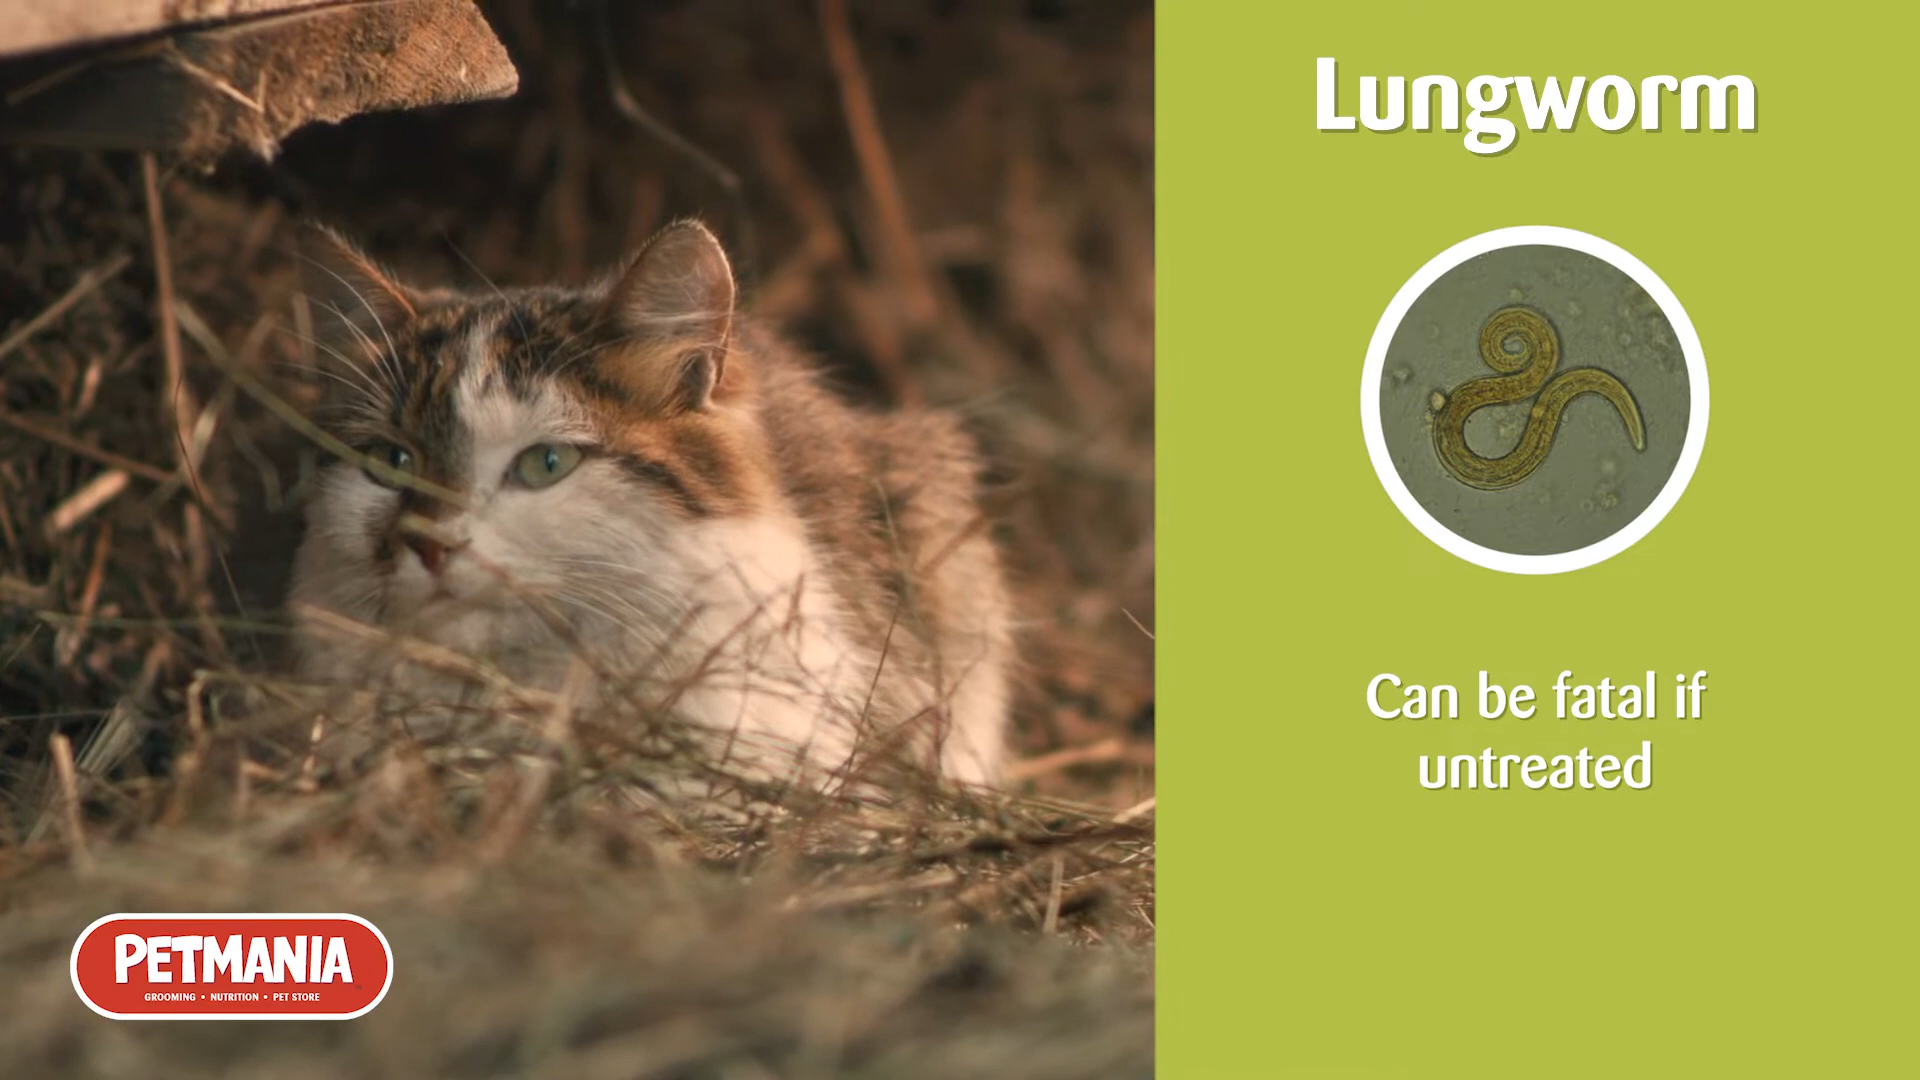 Lungworm
Can be fatal if
untreated
PETMANIA
GROOMING • NUTRITION • PET STORE